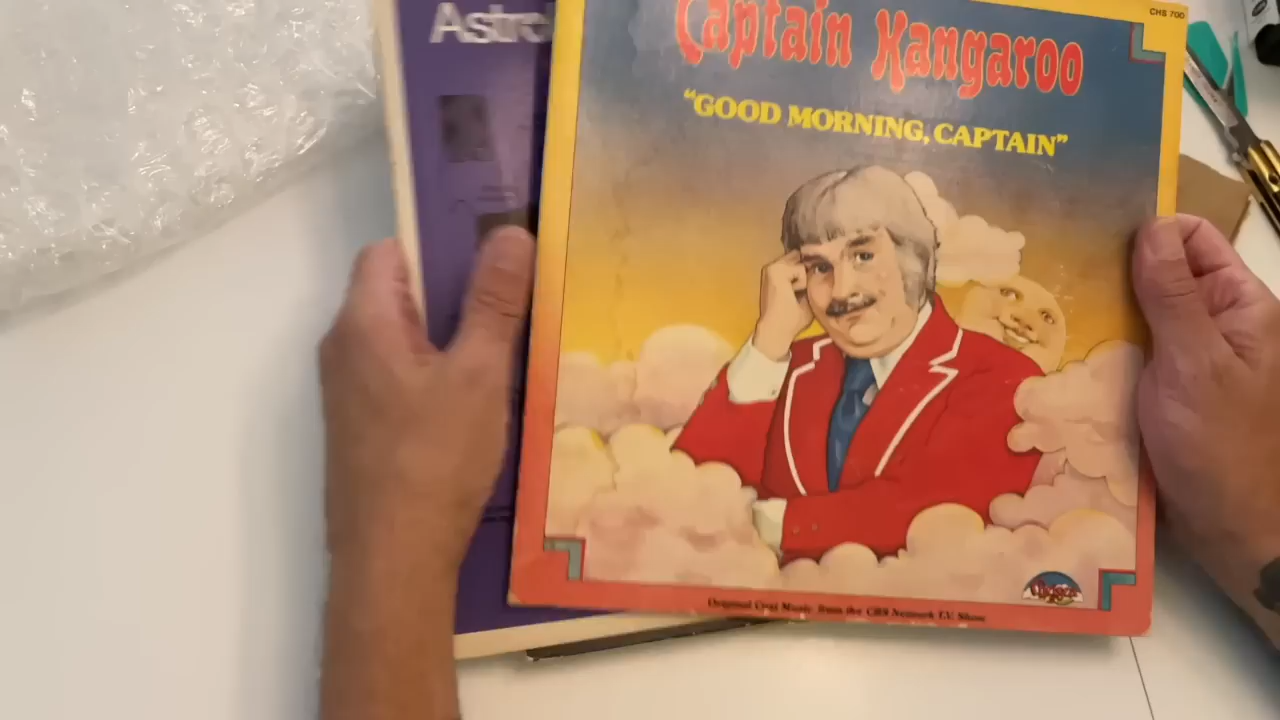 Astro
CHS 700
Captain Kangaroo
"GOOD MORNING, CAPTAIN"
Original Cast Music from the CBS Network T.V. Show